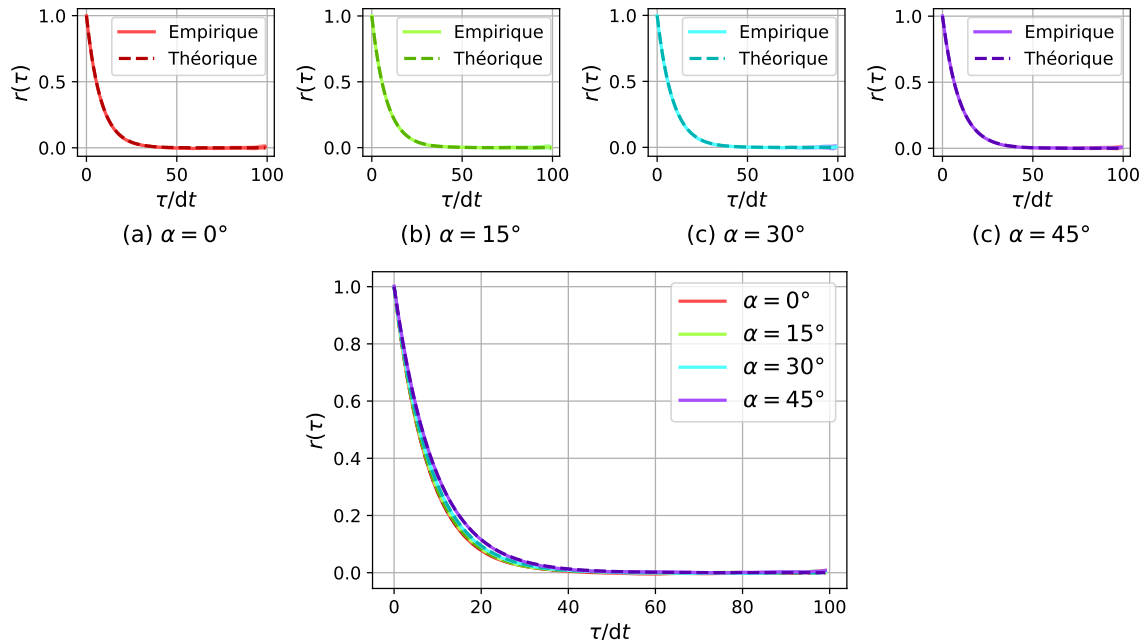 1.0
0.5
0.0
r(τ)
Empirique
Théorique
0
50
100
τ/dt
(a) α = 0°
1.0
0.5
0.0
r(τ)
Empirique
Théorique
0
50
100
τ/dt
(b) α = 15°
1.0
0.5
0.0
r(τ)
Empirique
Théorique
0
50
100
τ/dt
(c) α = 30°
1.0
0.5
0.0
r(τ)
Empirique
Théorique
0
50
100
τ/dt
(c) α = 45°
1.0
0.8
0.6
0.4
0.2
0.0
r(τ)
α = 0°
α = 15°
α = 30°
α = 45°
0
20
40
60
80
100
τ/dt